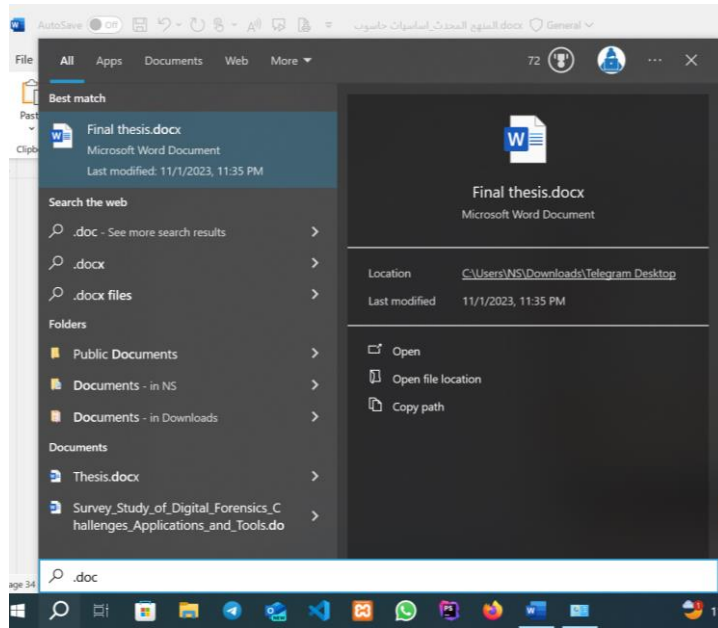 AutoSave Off المنهج المحدث_اساسيات حاسوب.docx General
File
All Apps Documents Web More 72
Best match
Past
Final thesis.docx
Microsoft Word Document
Last modified: 11/1/2023, 11:35 PM
Clipb
Final thesis.docx
Microsoft Word Document
Search the web
.doc - See more search results
.docx
.docx files
Location C:\Users\NS\Downloads\Telegram Desktop
Last modified 11/1/2023, 11:35 PM
Folders
Public Documents
Documents - in NS
Documents - in Downloads
Open
Open file location
Copy path
Documents
Thesis.docx
Survey_Study_of_Digital_Forensics_C
hallenges_Applications_and_Tools.do
age 34
.doc